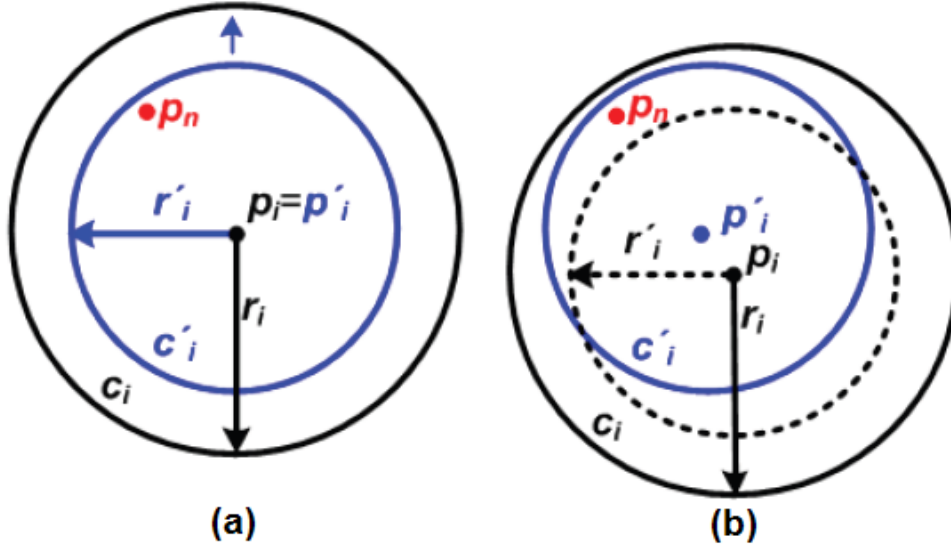 pₙ
r´ᵢ
pᵢ=p´ᵢ
rᵢ
c´ᵢ
cᵢ
(a)
pₙ
p´ᵢ
r´ᵢ
pᵢ
rᵢ
c´ᵢ
cᵢ
(b)